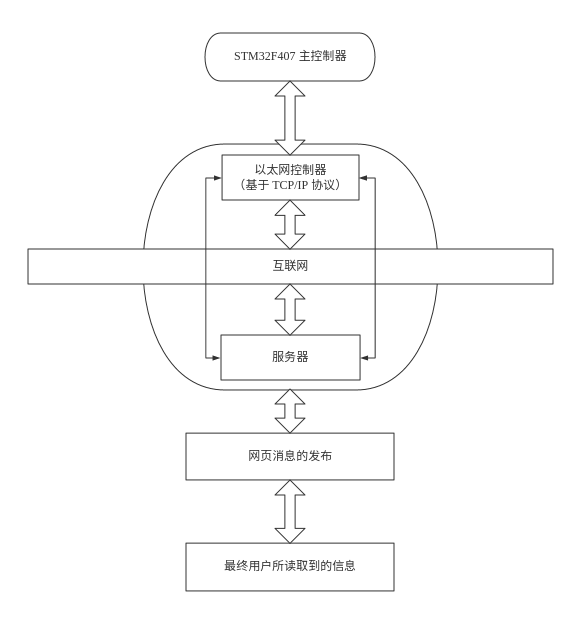 STM32F407 主控制器
以太网控制器
（基于 TCP/IP 协议）
互联网
服务器
网页消息的发布
最终用户所读取到的信息